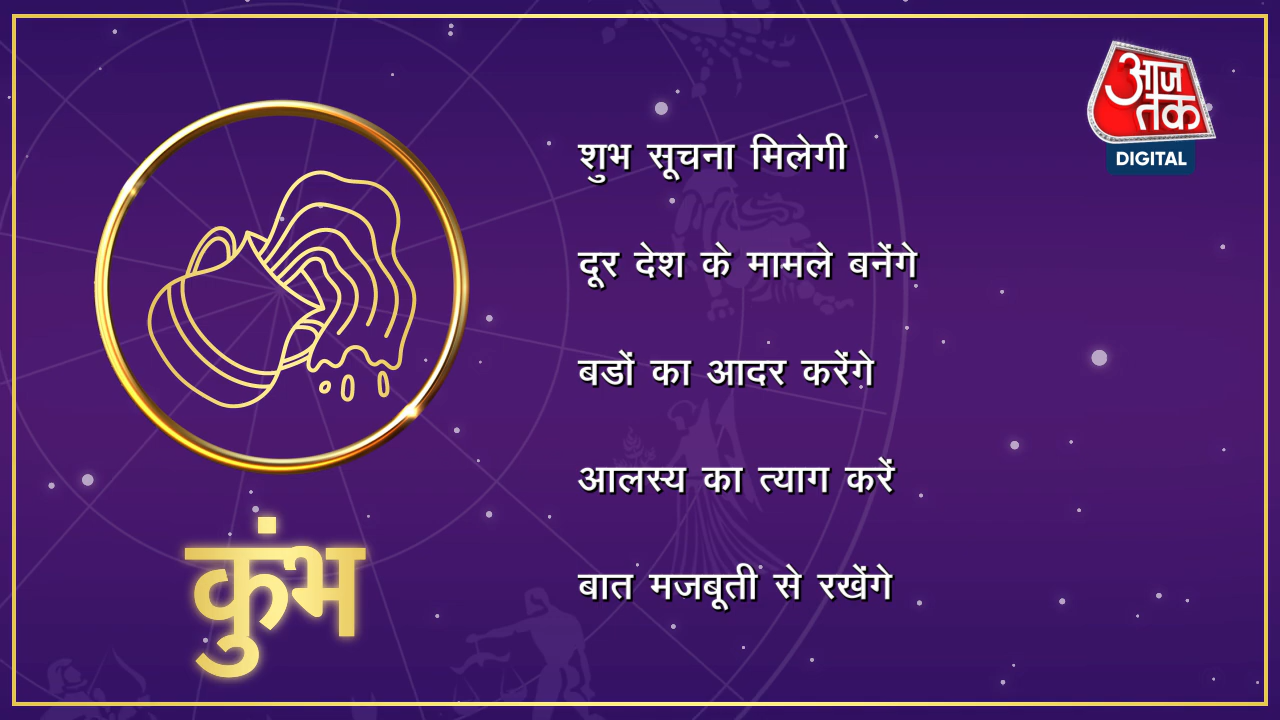 आज
तक
DIGITAL
शुभ सूचना मिलेगी
दूर देश के मामले बनेंगे
बडों का आदर करेंगे
आलस्य का त्याग करें
बात मजबूती से रखेंगे
कुंभ